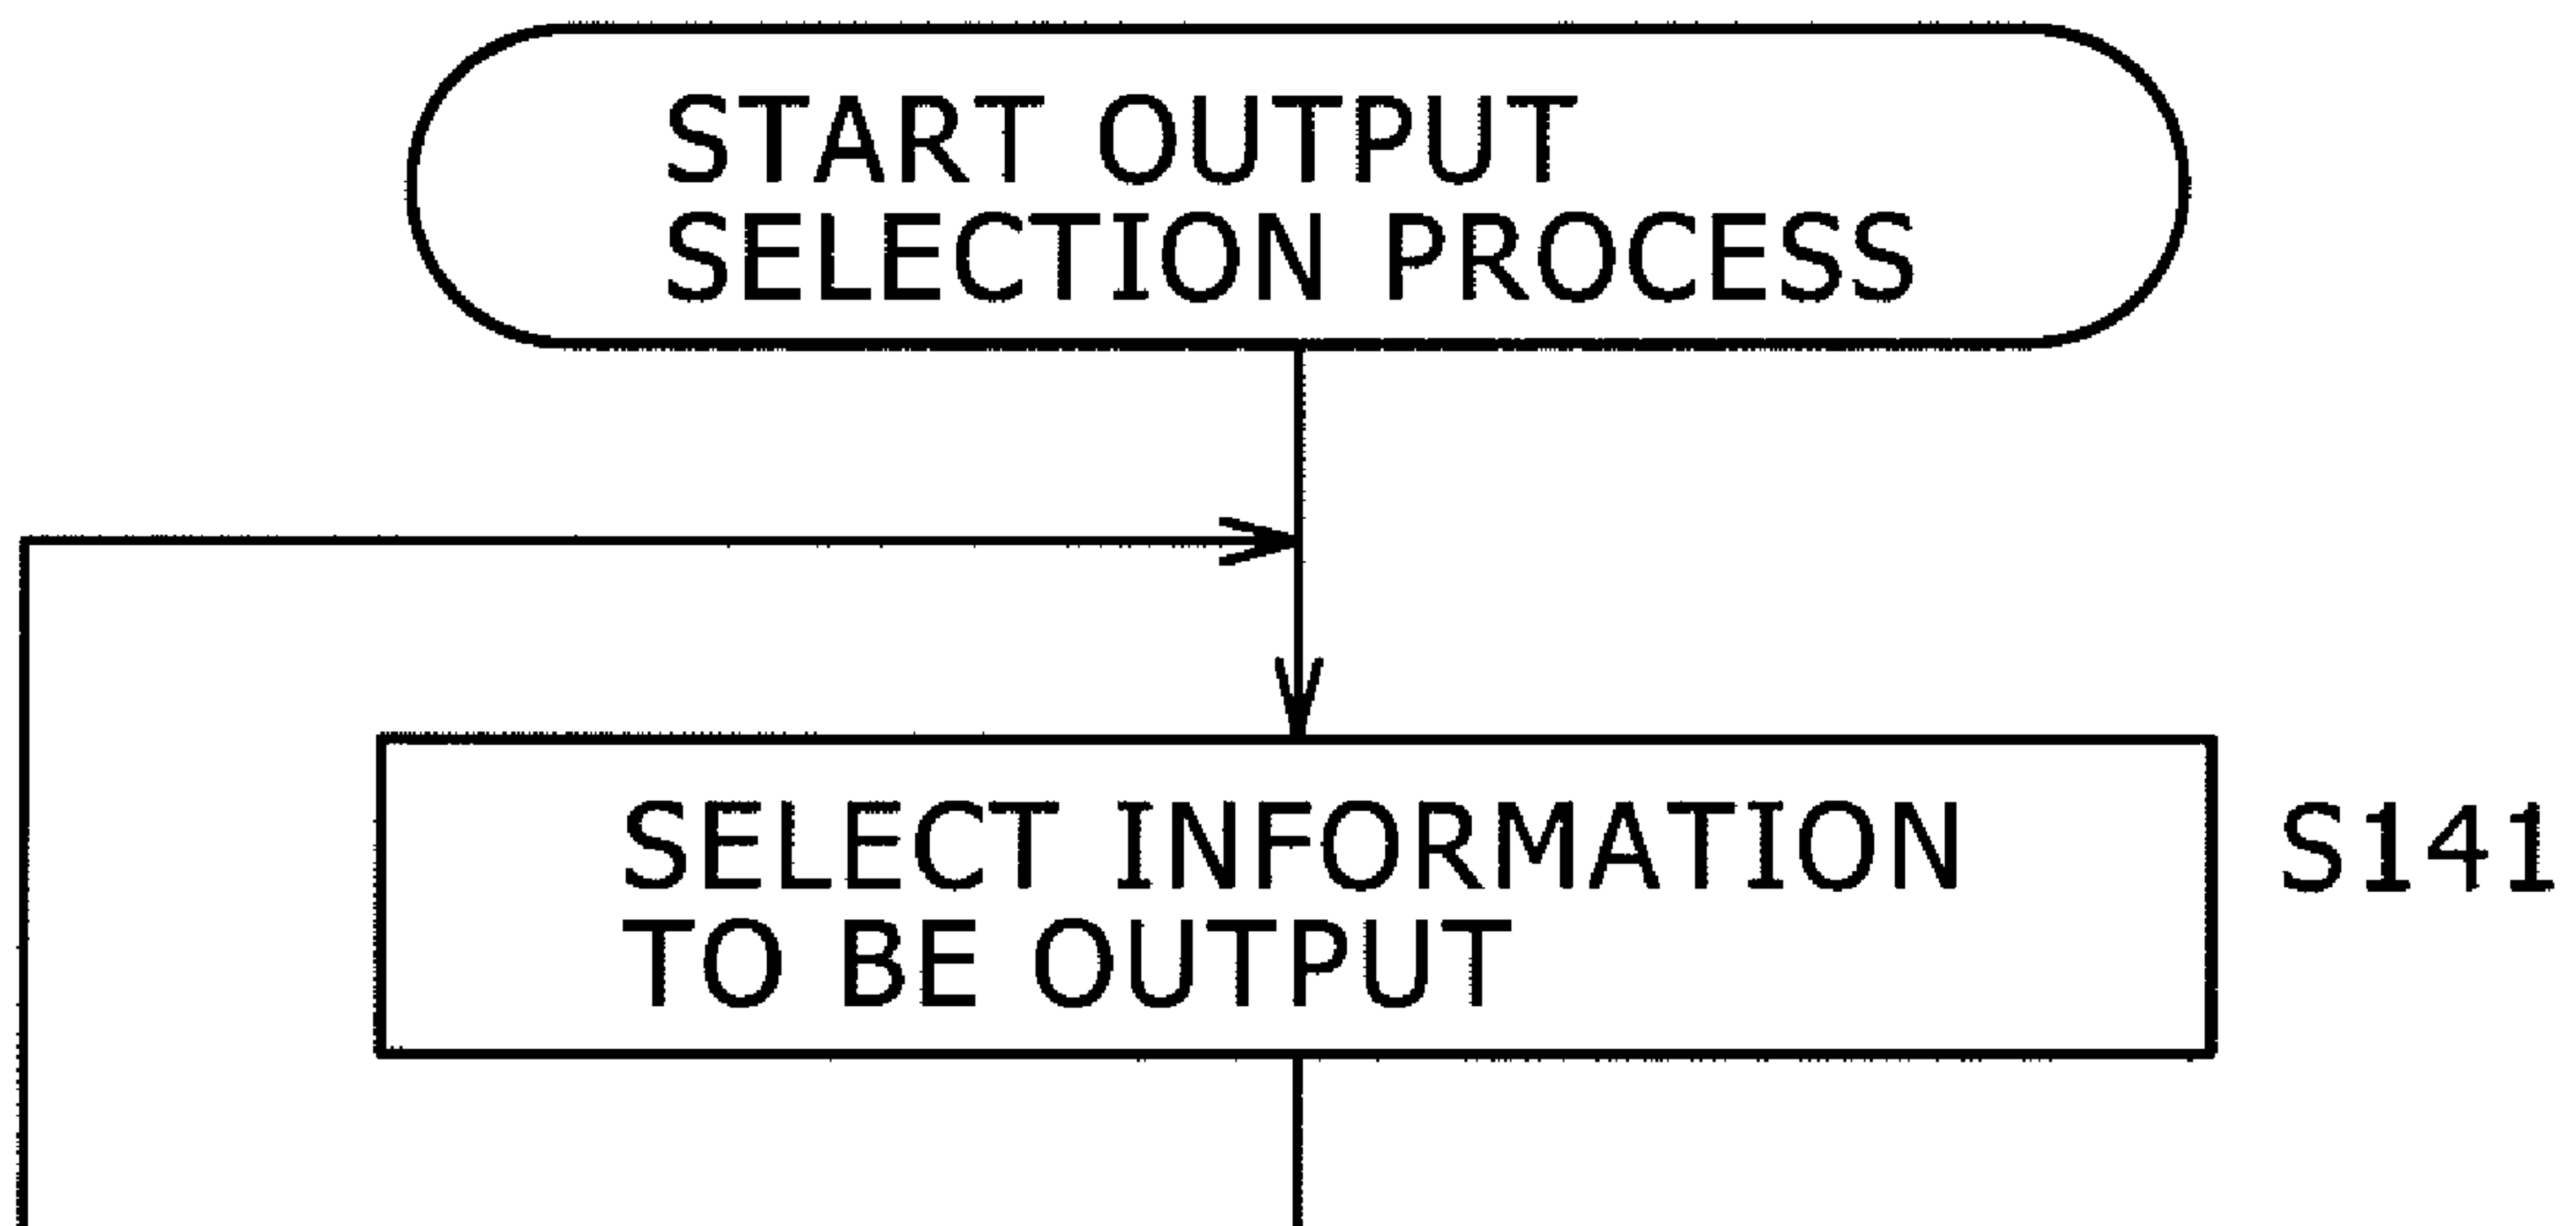 START OUTPUT
SELECTION PROCESS
SELECT INFORMATION
TO BE OUTPUT
S141